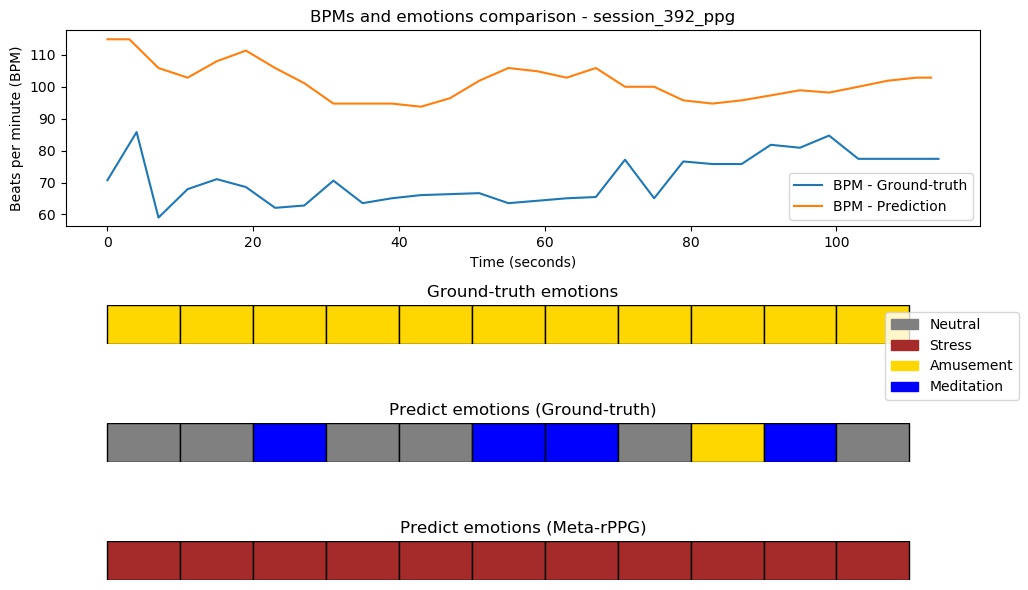 BPMs and emotions comparison - session_392_ppg
Beats per minute (BPM)
110
100
90
80
70
60
BPM - Ground-truth
BPM - Prediction
0 20 40 60 80 100
Time (seconds)
Ground-truth emotions
Neutral
Stress
Amusement
Meditation
Predict emotions (Ground-truth)
Predict emotions (Meta-rPPG)